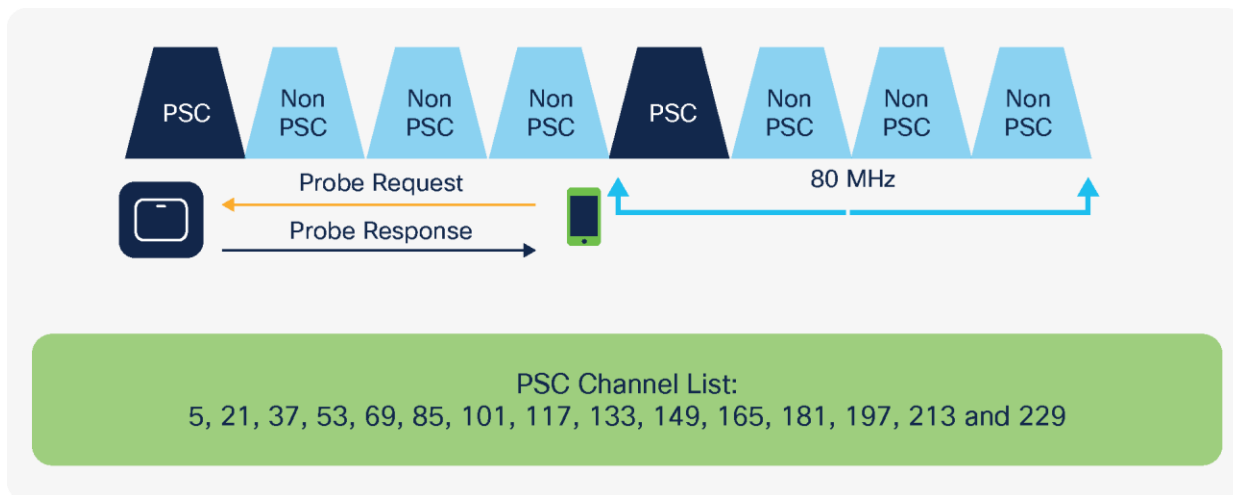 PSC
Non
PSC
Non
PSC
Non
PSC
PSC
Non
PSC
Non
PSC
Non
PSC
Probe Request
80 MHz
Probe Response
PSC Channel List:
5, 21, 37, 53, 69, 85, 101, 117, 133, 149, 165, 181, 197, 213 and 229